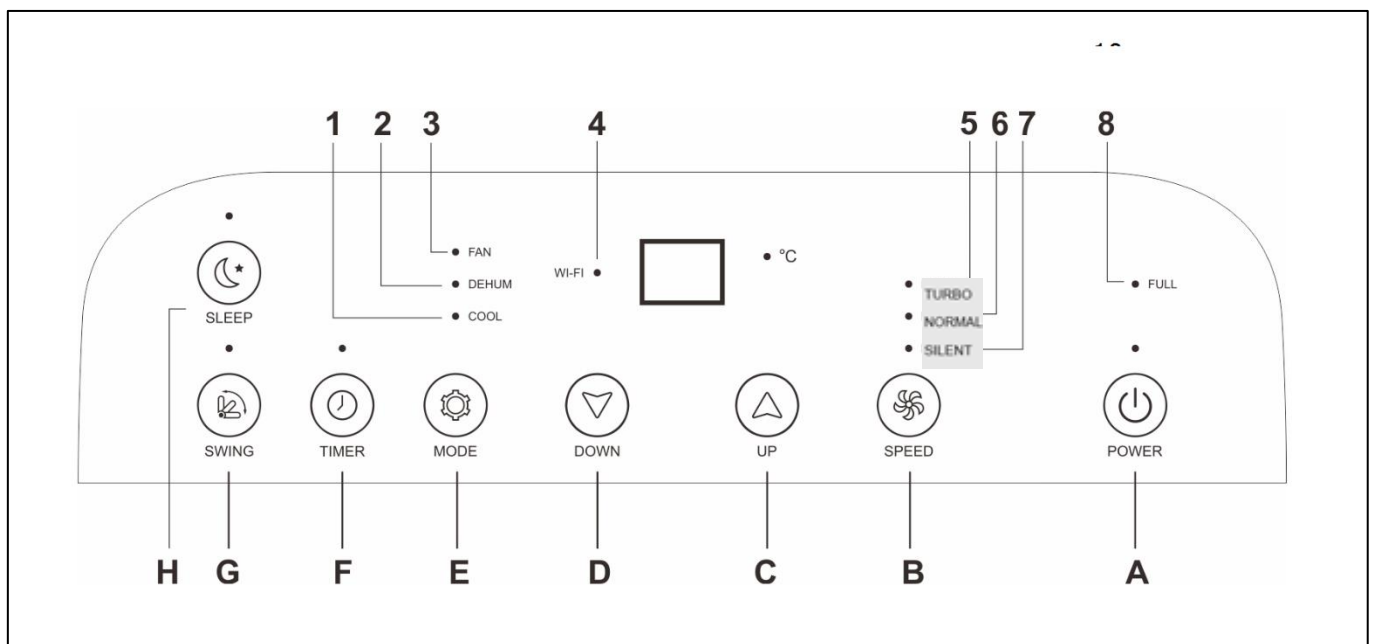 1 2 3 4 5 6 7 8
FAN
WI-FI °C
DEHUM
TURBO
FULL
SLEEP
COOL
NORMAL
SILENT
SWING TIMER MODE DOWN UP SPEED POWER
H G F E D C B A